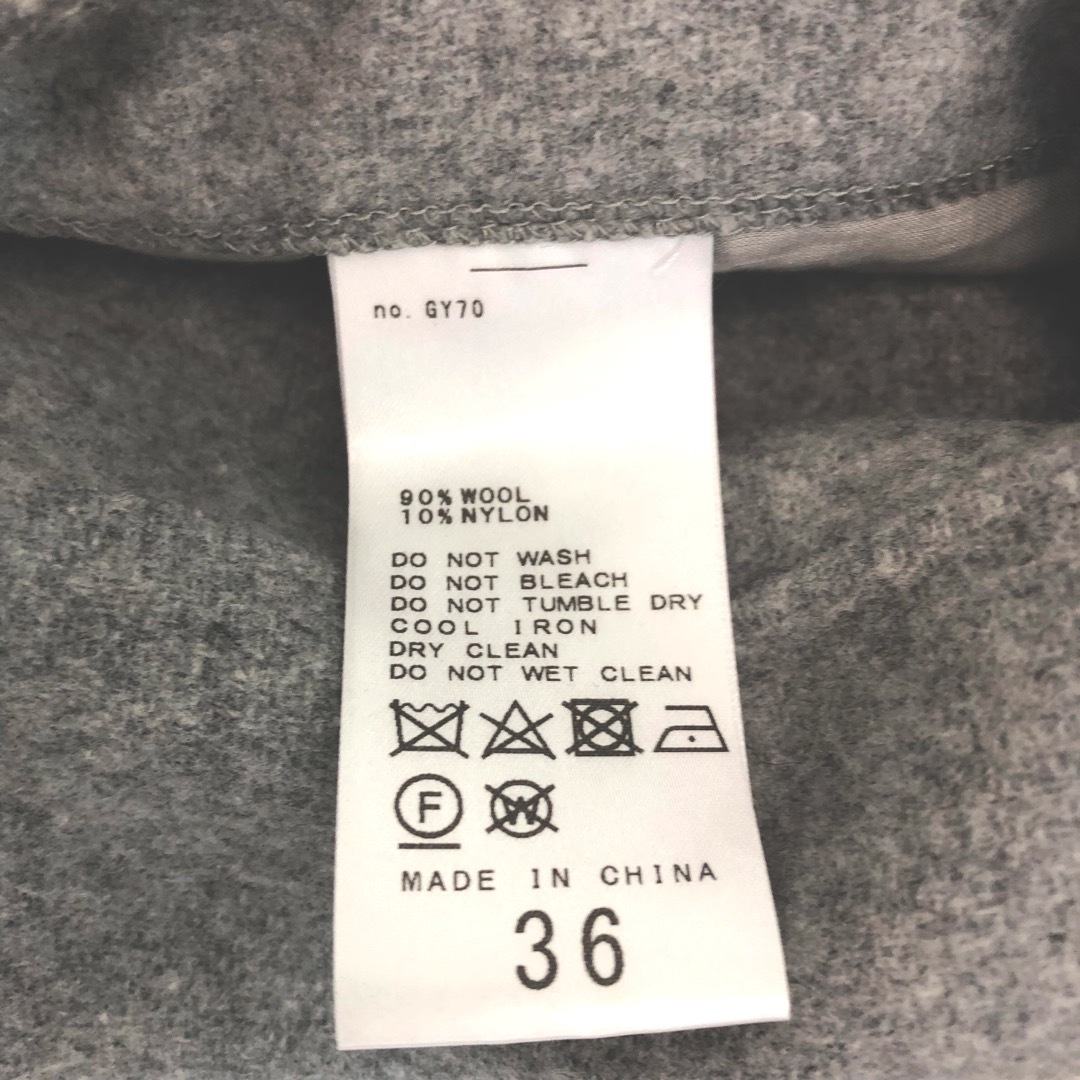 no. GY70
90% WOOL
10% NYLON
DO NOT WASH
DO NOT BLEACH
DO NOT TUMBLE DRY
COOL IRON
DRY CLEAN
DO NOT WET CLEAN
F W
MADE IN CHINA
36